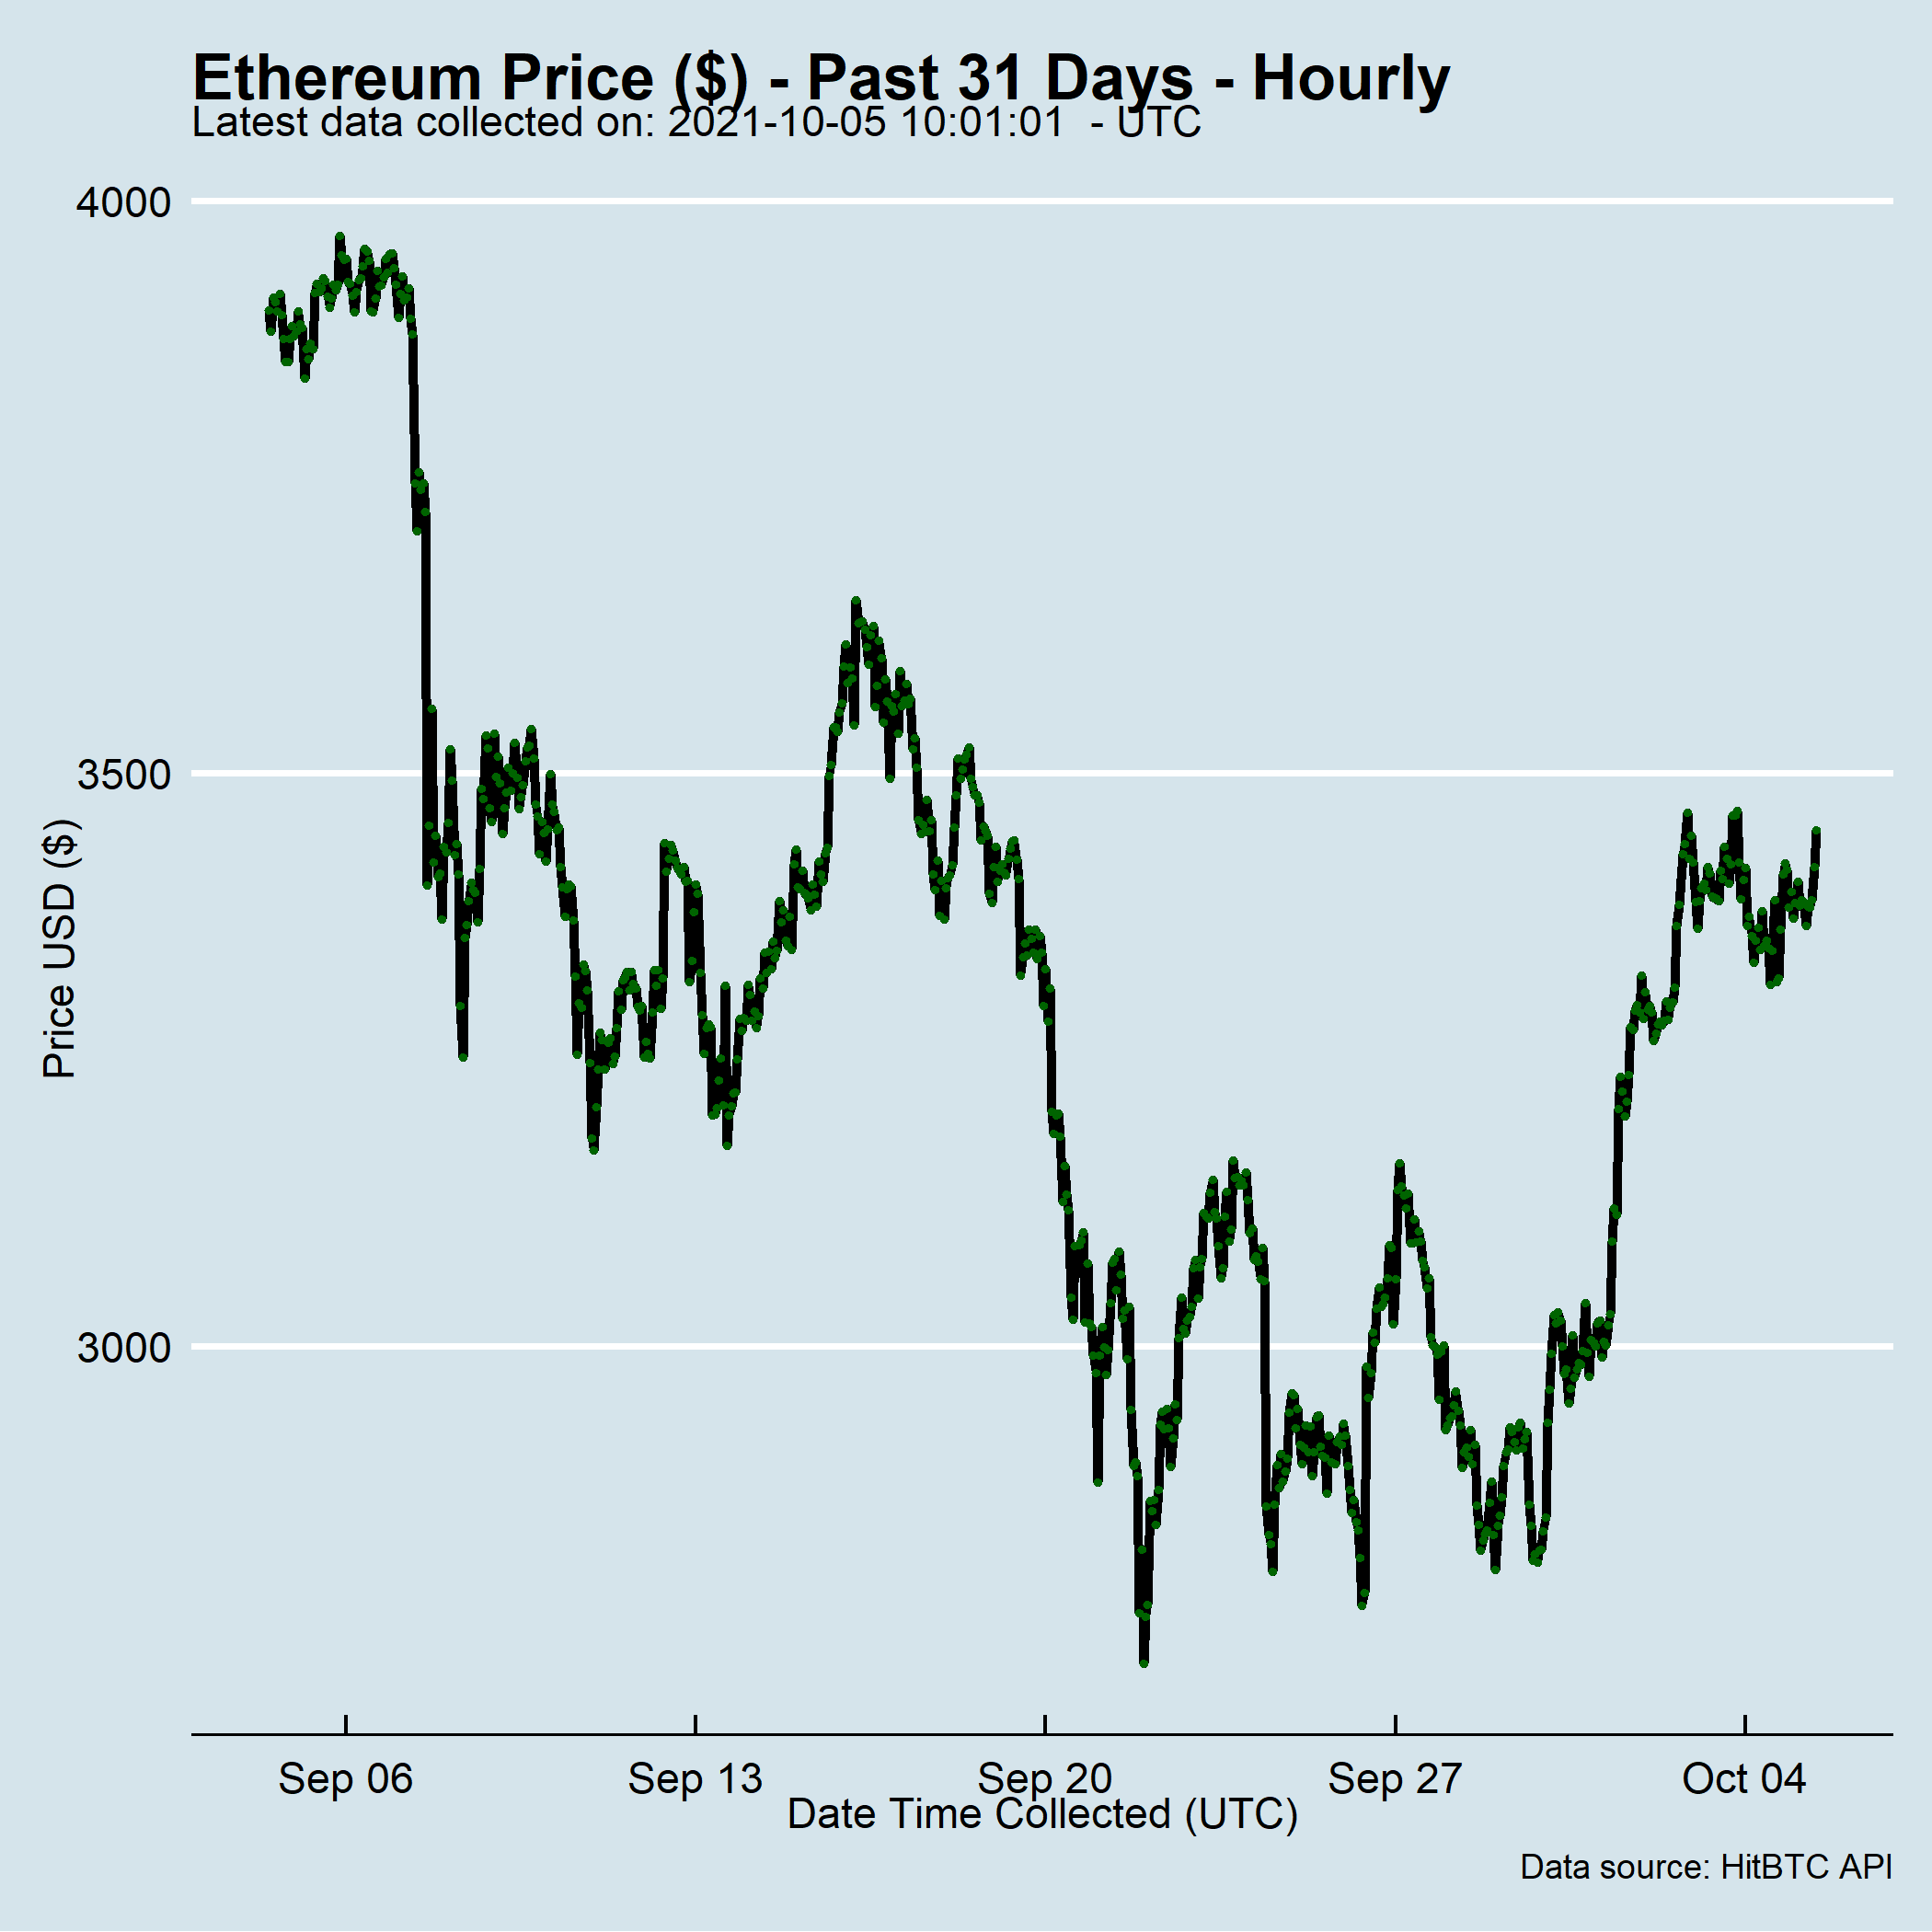 Ethereum Price ($) - Past 31 Days - Hourly
Latest data collected on: 2021-10-05 10:01:01  - UTC
4000
3500
3000
Price USD ($)
Sep 06
Sep 13
Sep 20
Sep 27
Oct 04
Date Time Collected (UTC)
Data source: HitBTC API